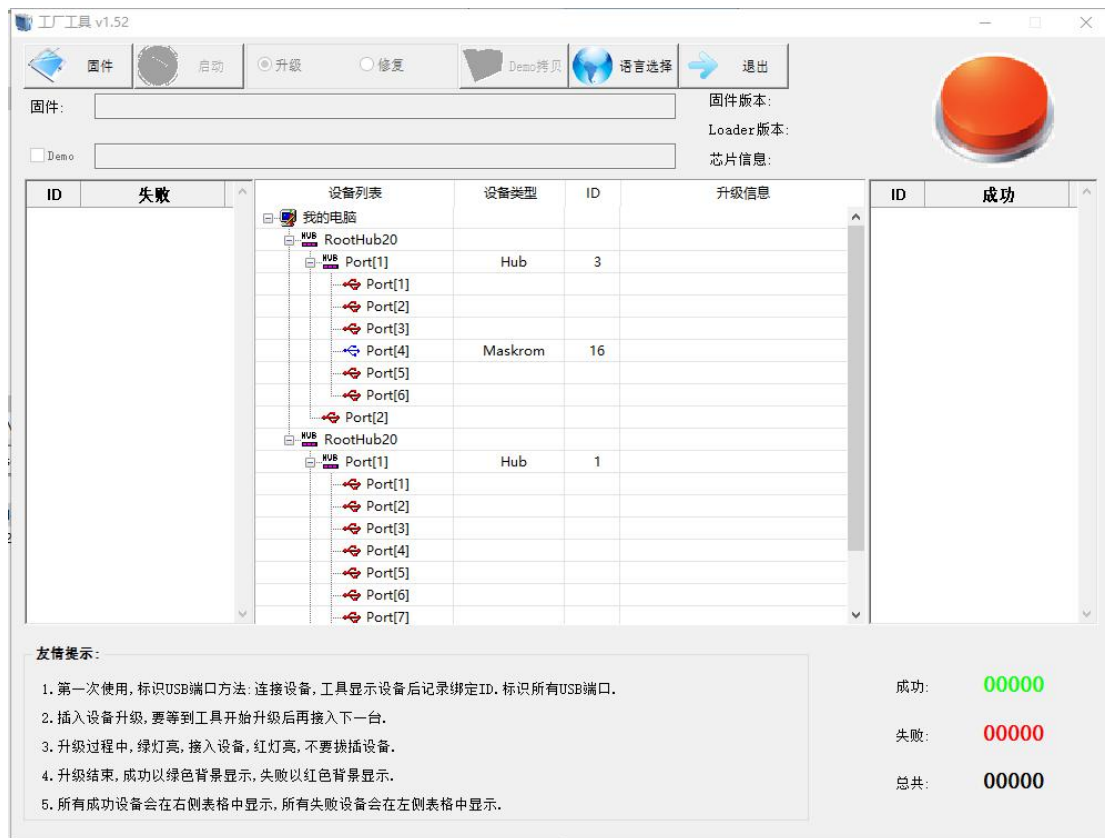 工厂工具 v1.52
固件 启动 升级 修复 Demo拷贝 语言选择 退出
固件: 固件版本:
Loader版本:
Demo 芯片信息:
ID 失败 设备列表 设备类型 ID 升级信息 ID 成功
我的电脑
HUB RootHub20
HUB Port[1] Hub 3
Port[1]
Port[2]
Port[3]
Port[4] Maskrom 16
Port[5]
Port[6]
Port[2]
HUB RootHub20
HUB Port[1] Hub 1
Port[1]
Port[2]
Port[3]
Port[4]
Port[5]
Port[6]
Port[7]
友情提示:
1.第一次使用,标识USB端口方法:连接设备,工具显示设备后记录绑定ID.标识所有USB端口.
2.插入设备升级,要等到工具开始升级后再接入下一台.
3.升级过程中,绿灯亮,接入设备,红灯亮,不要拔插设备.
4.升级结束,成功以绿色背景显示,失败以红色背景显示.
5.所有成功设备会在右侧表格中显示,所有失败设备会在左侧表格中显示.
成功: 00000
失败: 00000
总共: 00000